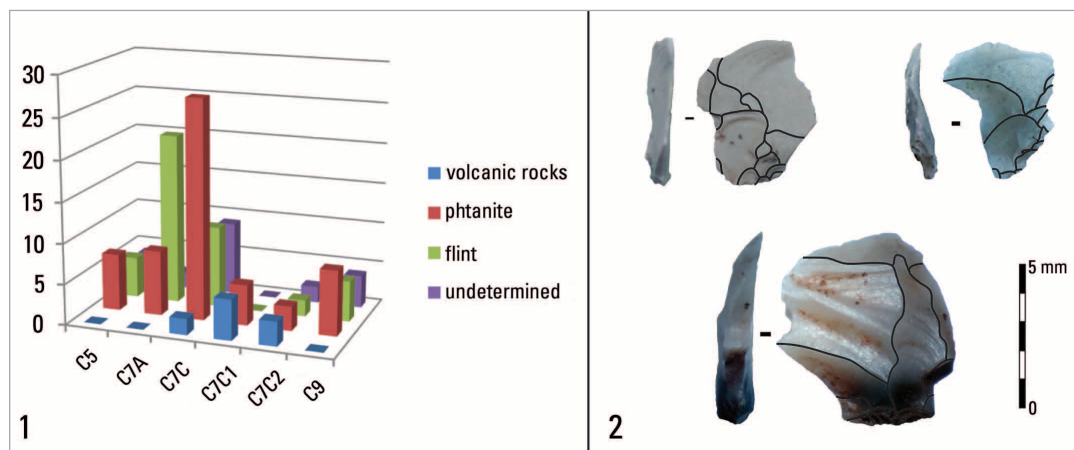 30
25
20
15
10
5
0
C5
C7A
C7C
C7C1
C7C2
C9
volcanic rocks
phtanite
flint
undetermined
1
2
5 mm
0